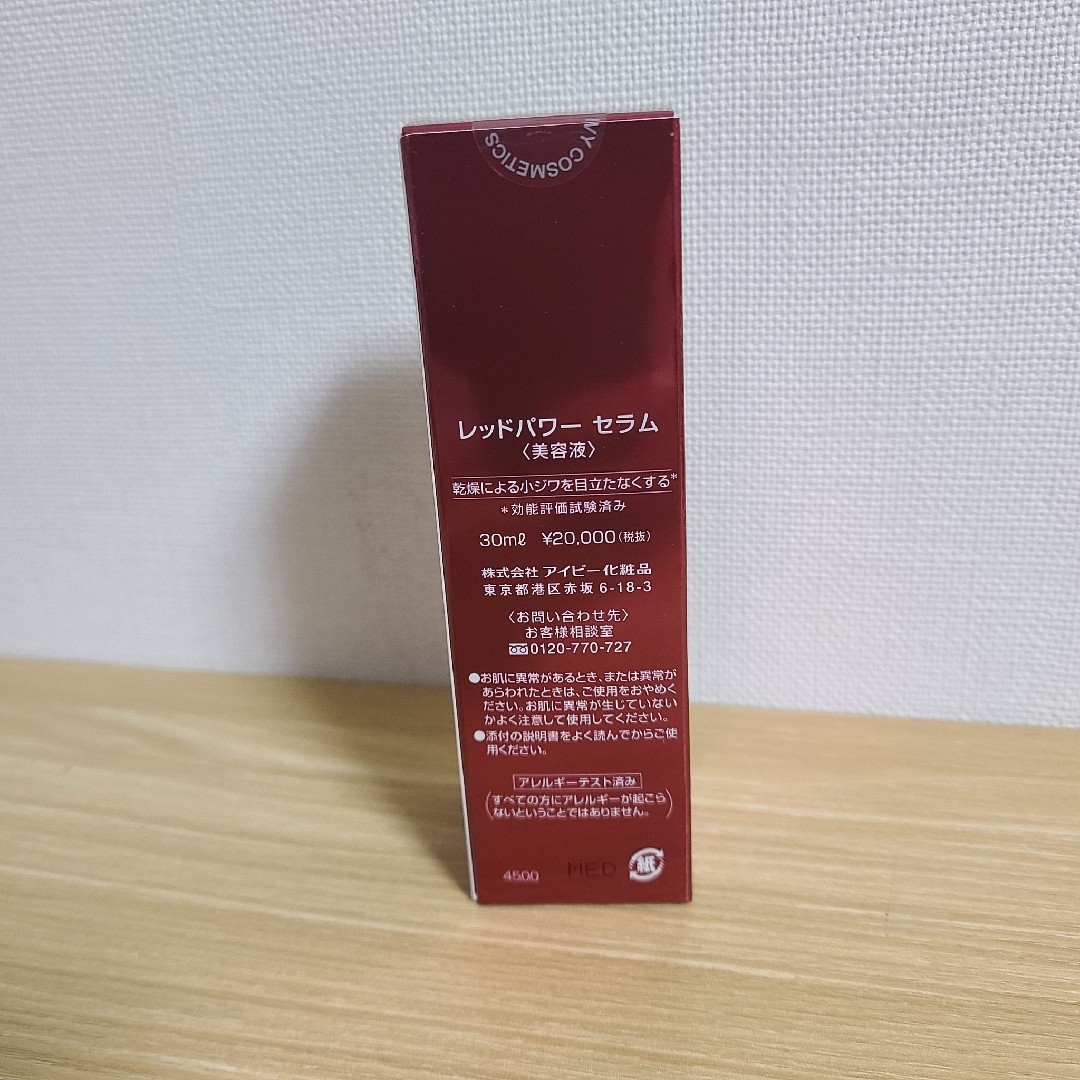 IVY COSMETICS
レッドパワー セラム
〈美容液〉
乾燥による小ジワを目立たなくする*
*効能評価試験済み
30mℓ ¥20,000(税抜)
株式会社 アイビー化粧品
東京都港区赤坂 6-18-3
〈お問い合わせ先〉
お客様相談室
0120-770-727
●お肌に異常があるとき、または異常が
あらわれたときは、ご使用をおやめく
ださい。お肌に異常が生じていない
かよく注意して使用してください。
●添付の説明書をよく読んでからご使
用ください。
アレルギーテスト済み
(すべての方にアレルギーが起こら
ないということではありません。)
4500 MED 紙